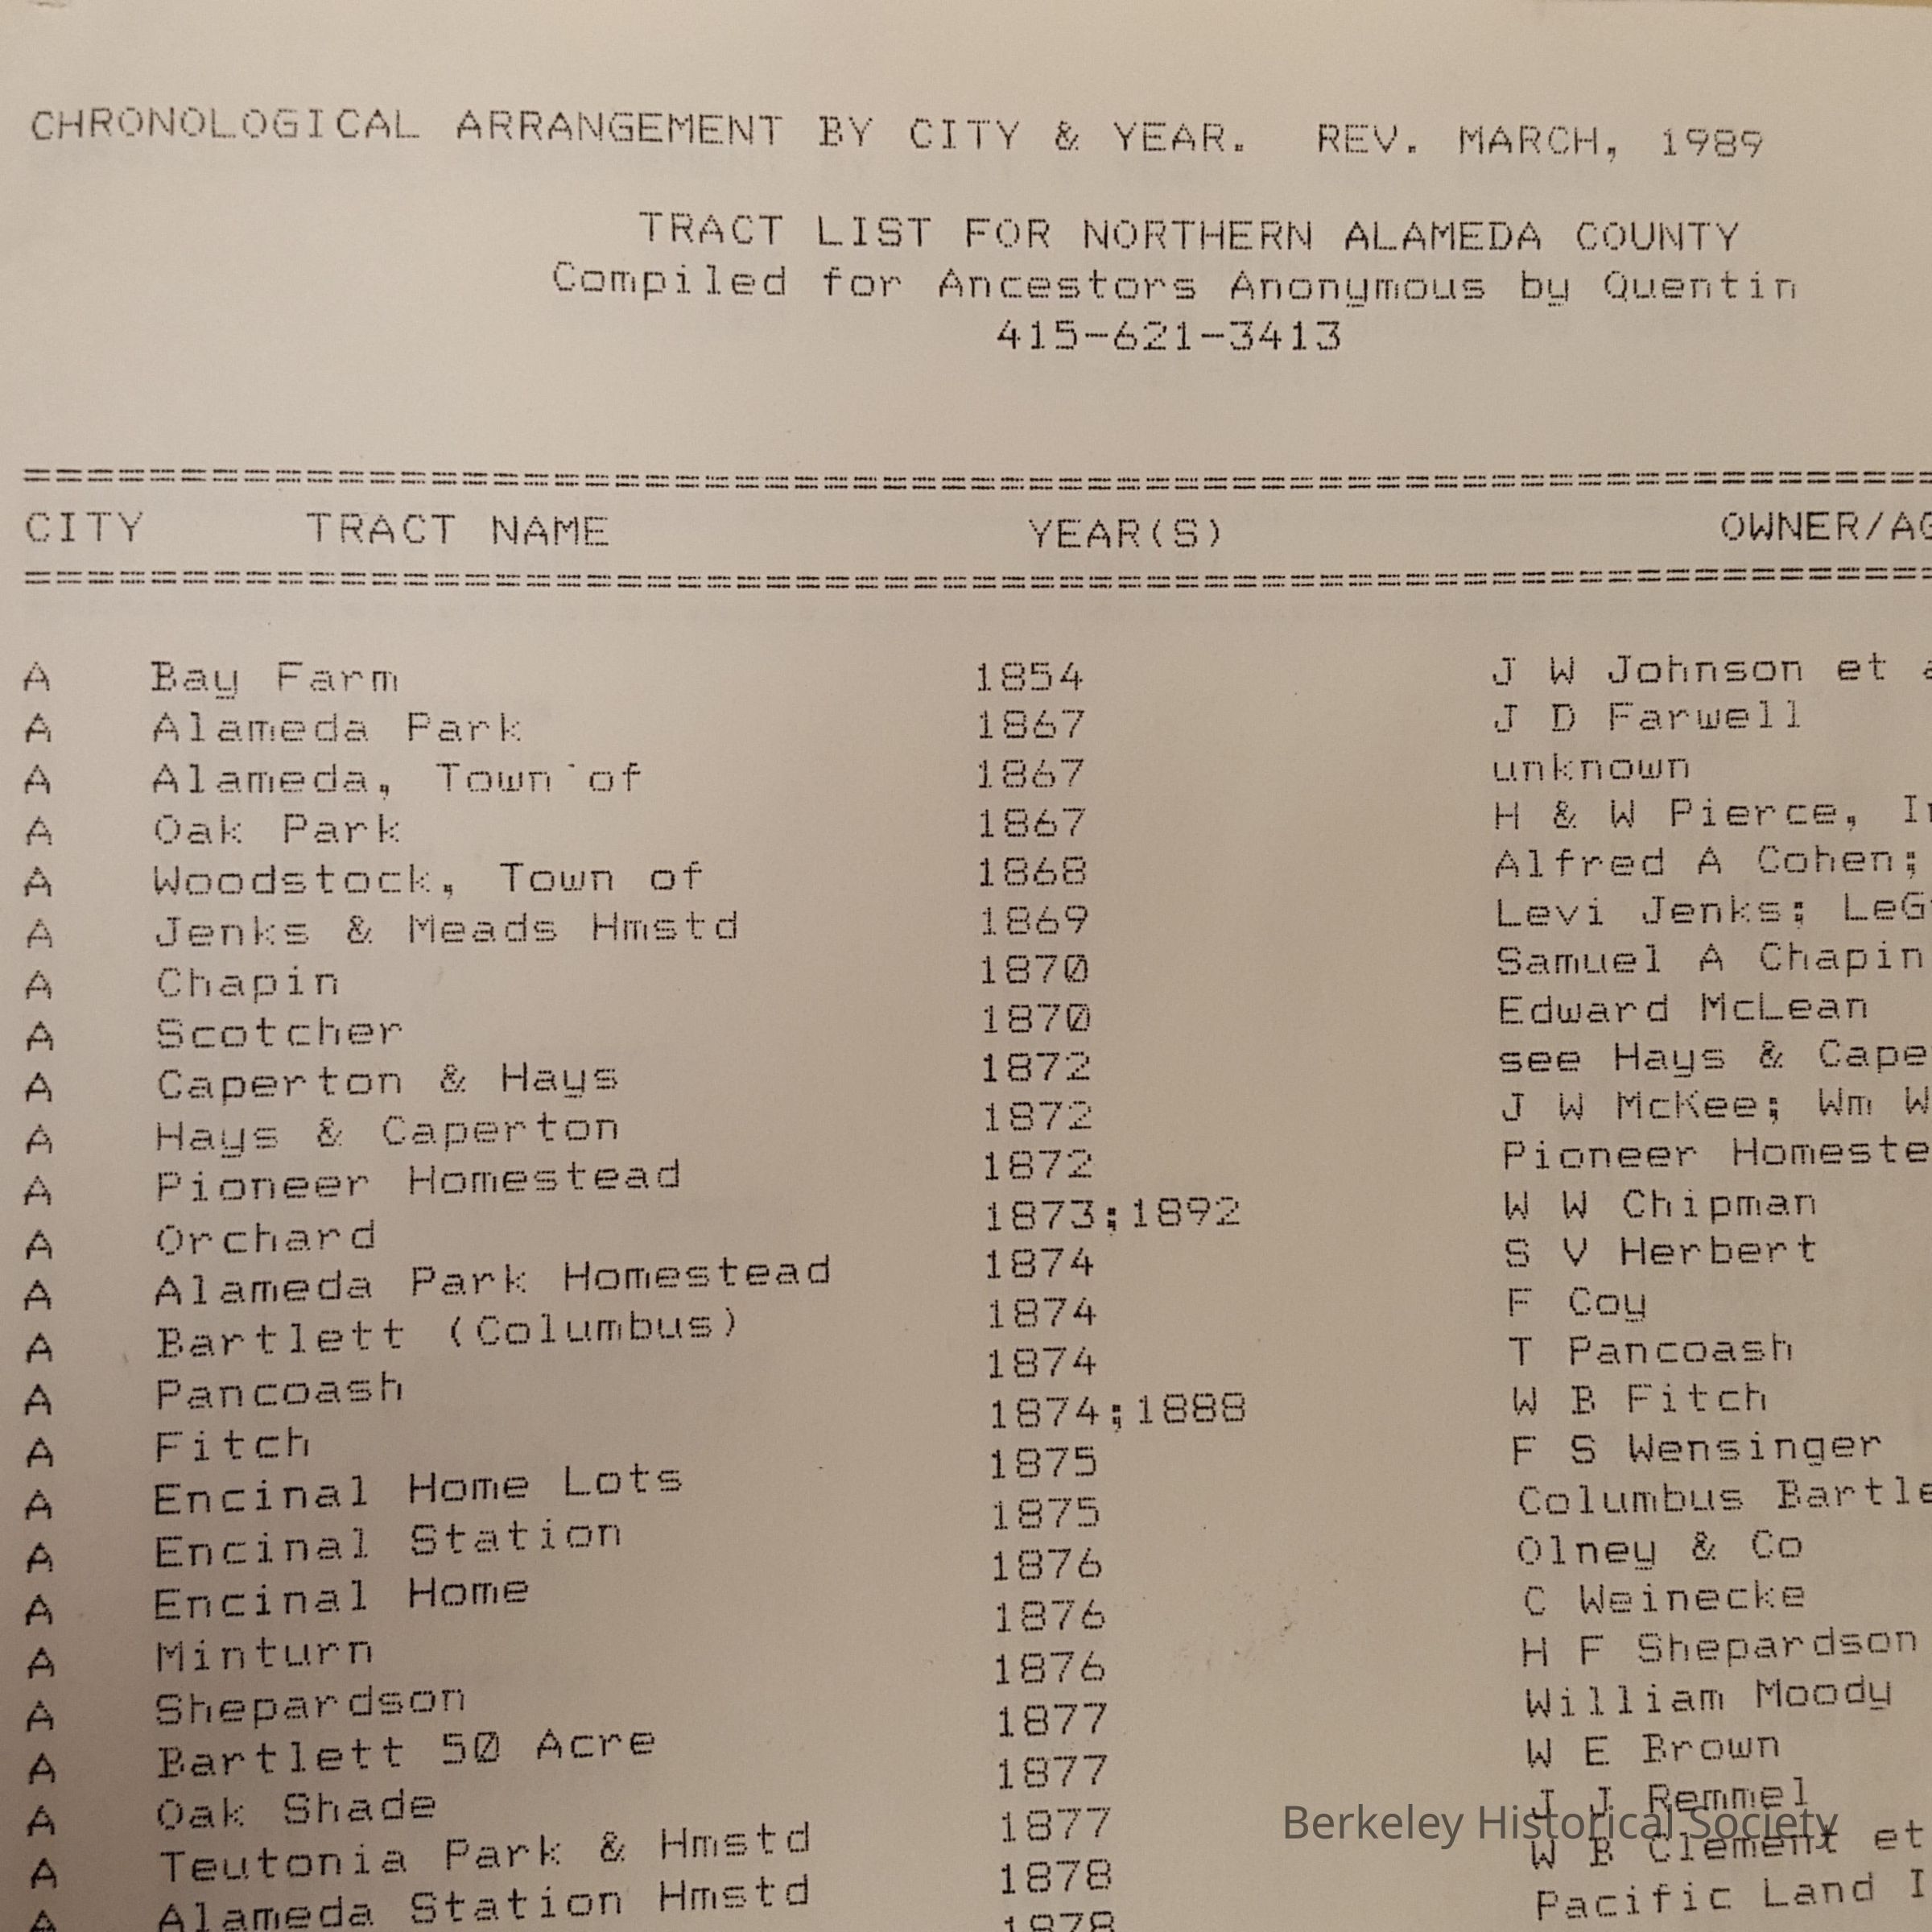 CHRONOLOGICAL ARRANGEMENT BY CITY & YEAR. REV. MARCH, 1989
TRACT LIST FOR NORTHERN ALAMEDA COUNTY
Compiled for Ancestors Anonymous by Quentin
415-621-3413
CITY TRACT NAME YEAR(S) OWNER/AG
A Bay Farm 1854 J W Johnson et
A Alameda Park 1867 J D Farwell
A Alameda, Town of 1867 unknown
A Oak Park 1867 H & W Pierce,
A Woodstock, Town of 1868 Alfred A Cohen;
A Jenks & Meads Hmstd 1869 Levi Jenks; LeG
A Chapin 1870 Samuel A Chapin
A Scotcher 1870 Edward McLean
A Caperton & Hays 1872 see Hays & Cape
A Hays & Caperton 1872 J W McKee; Wm W
A Pioneer Homestead 1872 Pioneer Homeste
A Orchard 1873;1892 W W Chipman
A Alameda Park Homestead 1874 S V Herbert
A Bartlett (Columbus) 1874 F Coy
A Pancoash 1874 T Pancoash
A Fitch 1874;1888 W B Fitch
A Encinal Home Lots 1875 F S Wensinger
A Encinal Station 1875 Columbus Bartle
A Encinal Home 1876 Olney & Co
A Minturn 1876 C Weinecke
A Shepardson 1876 H F Shepardson
A Bartlett 50 Acre 1877 William Moody
A Oak Shade 1877 W E Brown
A Teutonia Park & Hmstd 1877 J J Remmel
A Alameda Station Hmstd 1878 W B Clement et
1878 Pacific Land
Berkeley Historical Society